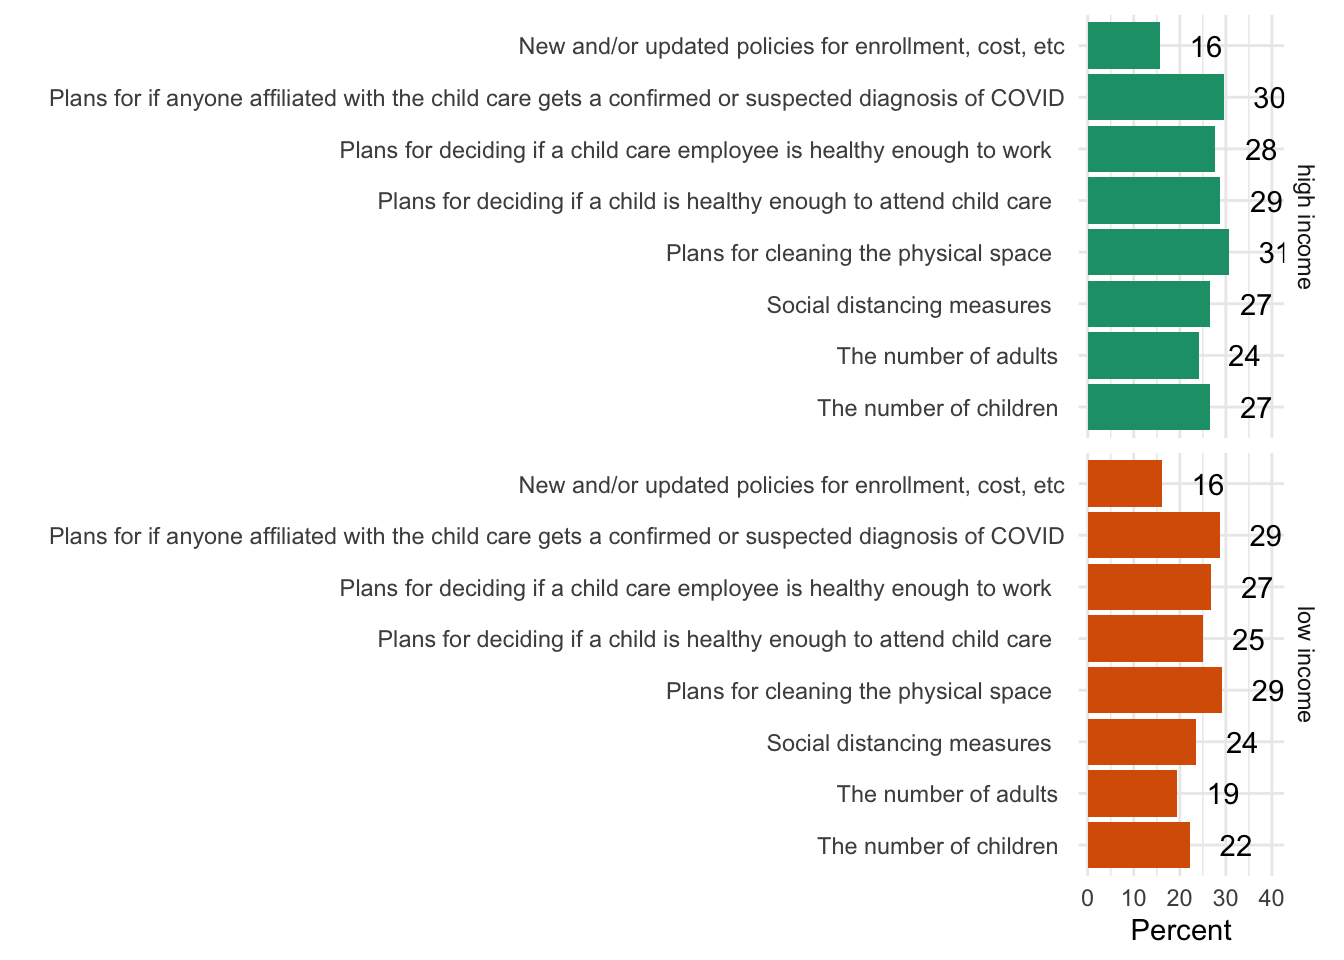 New and/or updated policies for enrollment, cost, etc 16
Plans for if anyone affiliated with the child care gets a confirmed or suspected diagnosis of COVID 30
Plans for deciding if a child care employee is healthy enough to work 28
Plans for deciding if a child is healthy enough to attend child care 29
Plans for cleaning the physical space 31
Social distancing measures 27
The number of adults 24
The number of children 27
high income
New and/or updated policies for enrollment, cost, etc 16
Plans for if anyone affiliated with the child care gets a confirmed or suspected diagnosis of COVID 29
Plans for deciding if a child care employee is healthy enough to work 27
Plans for deciding if a child is healthy enough to attend child care 25
Plans for cleaning the physical space 29
Social distancing measures 24
The number of adults 19
The number of children 22
low income
0 10 20 30 40
Percent